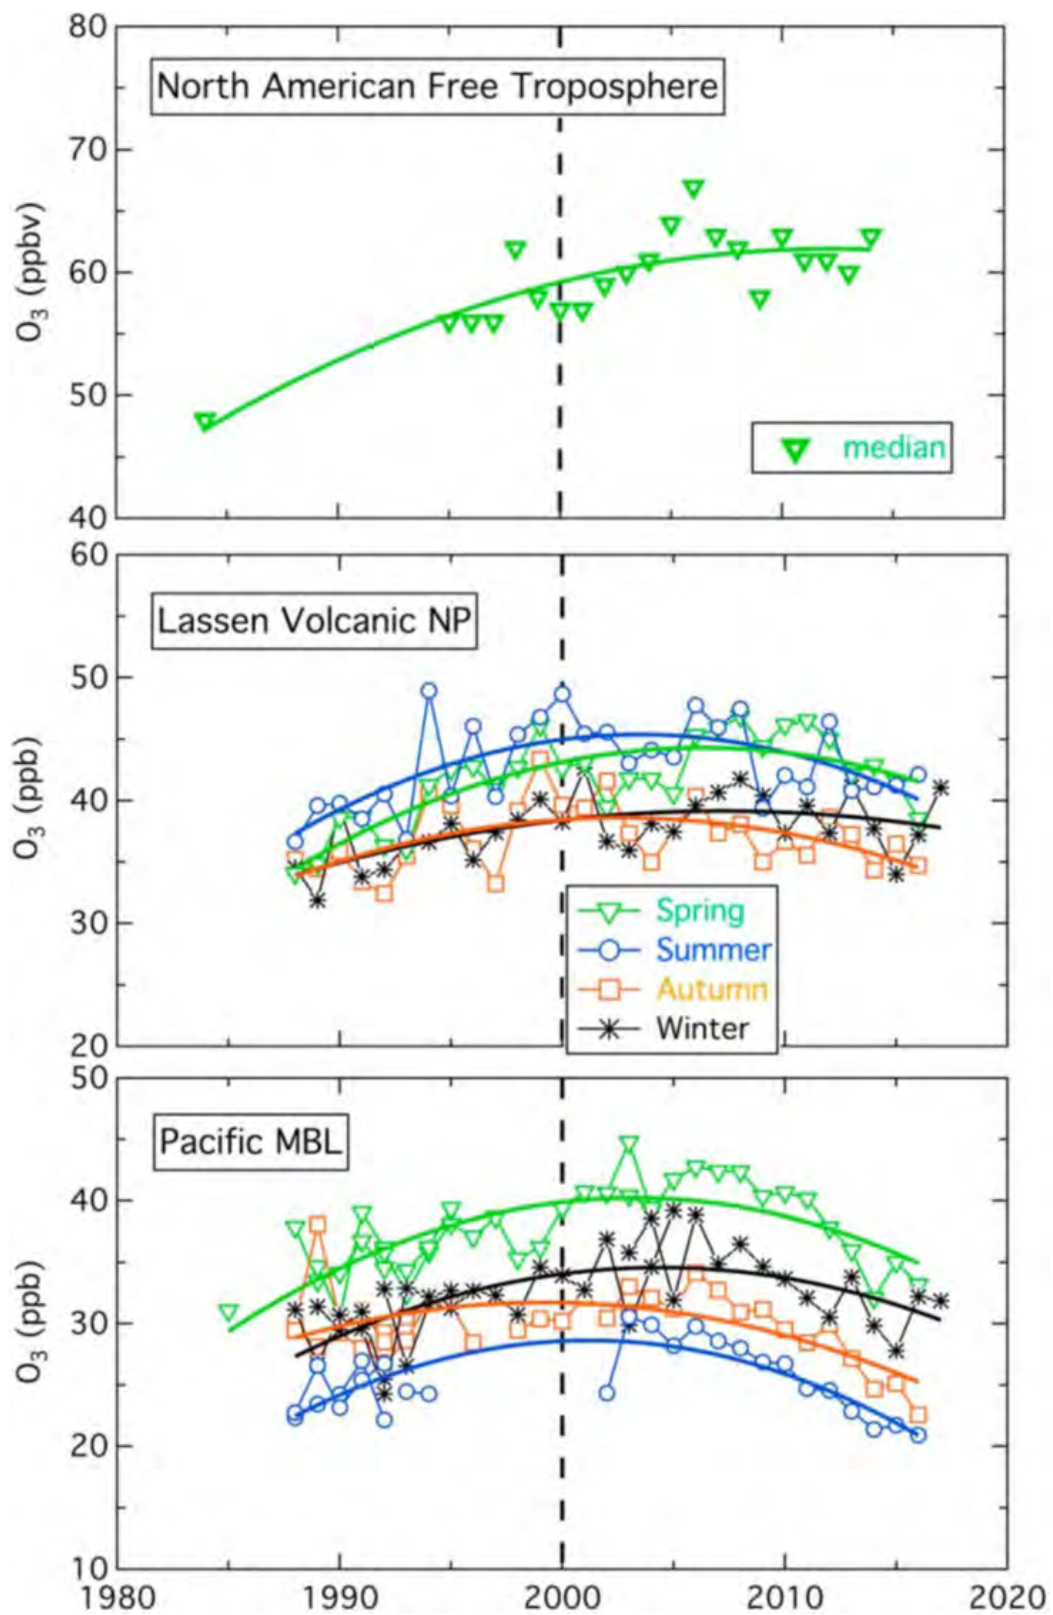 80
North American Free Troposphere
70
O₃ (ppbv)
60
50
median
40
60
Lassen Volcanic NP
50
O₃ (ppb)
40
30
Spring
Summer
Autumn
Winter
20
50
Pacific MBL
40
O₃ (ppb)
30
20
10
1980 1990 2000 2010 2020